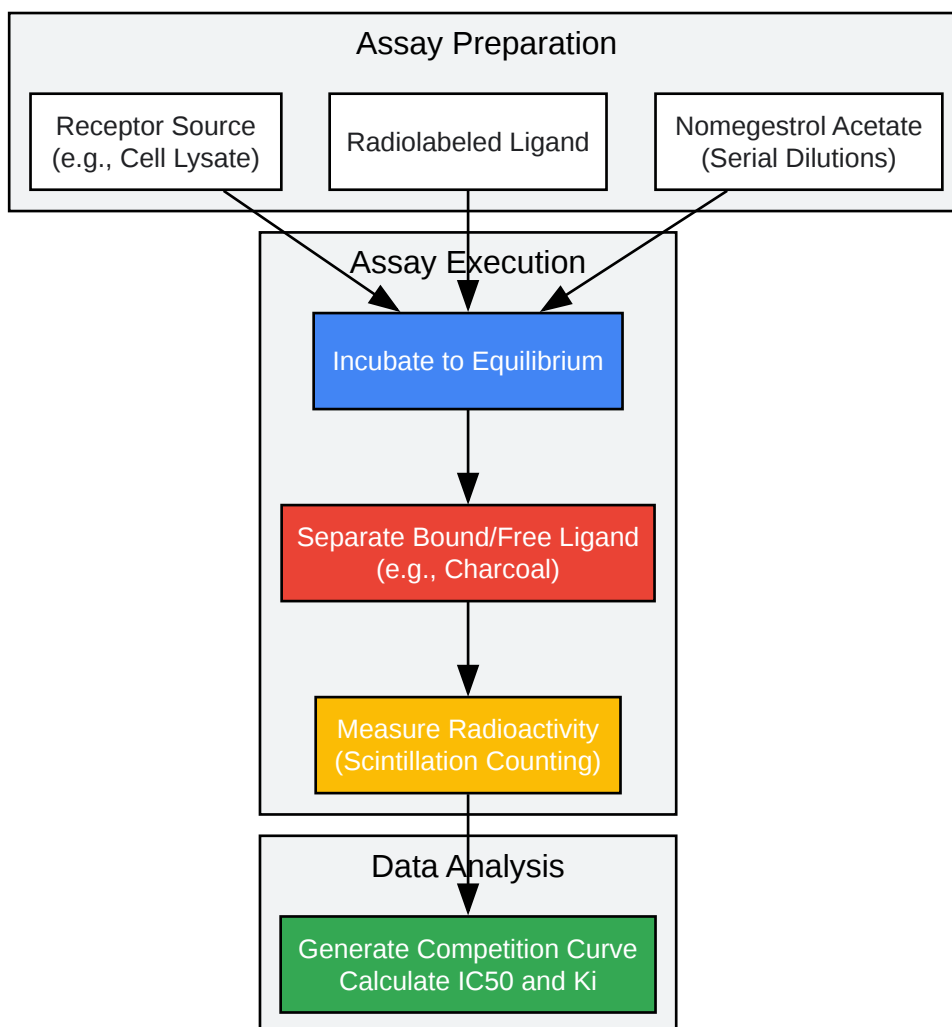 Assay Preparation
Receptor Source
(e.g., Cell Lysate)
Radiolabeled Ligand
Nomegestrol Acetate
(Serial Dilutions)
Assay Execution
Incubate to Equilibrium
Separate Bound/Free Ligand
(e.g., Charcoal)
Measure Radioactivity
(Scintillation Counting)
Data Analysis
Generate Competition Curve
Calculate IC50 and Ki